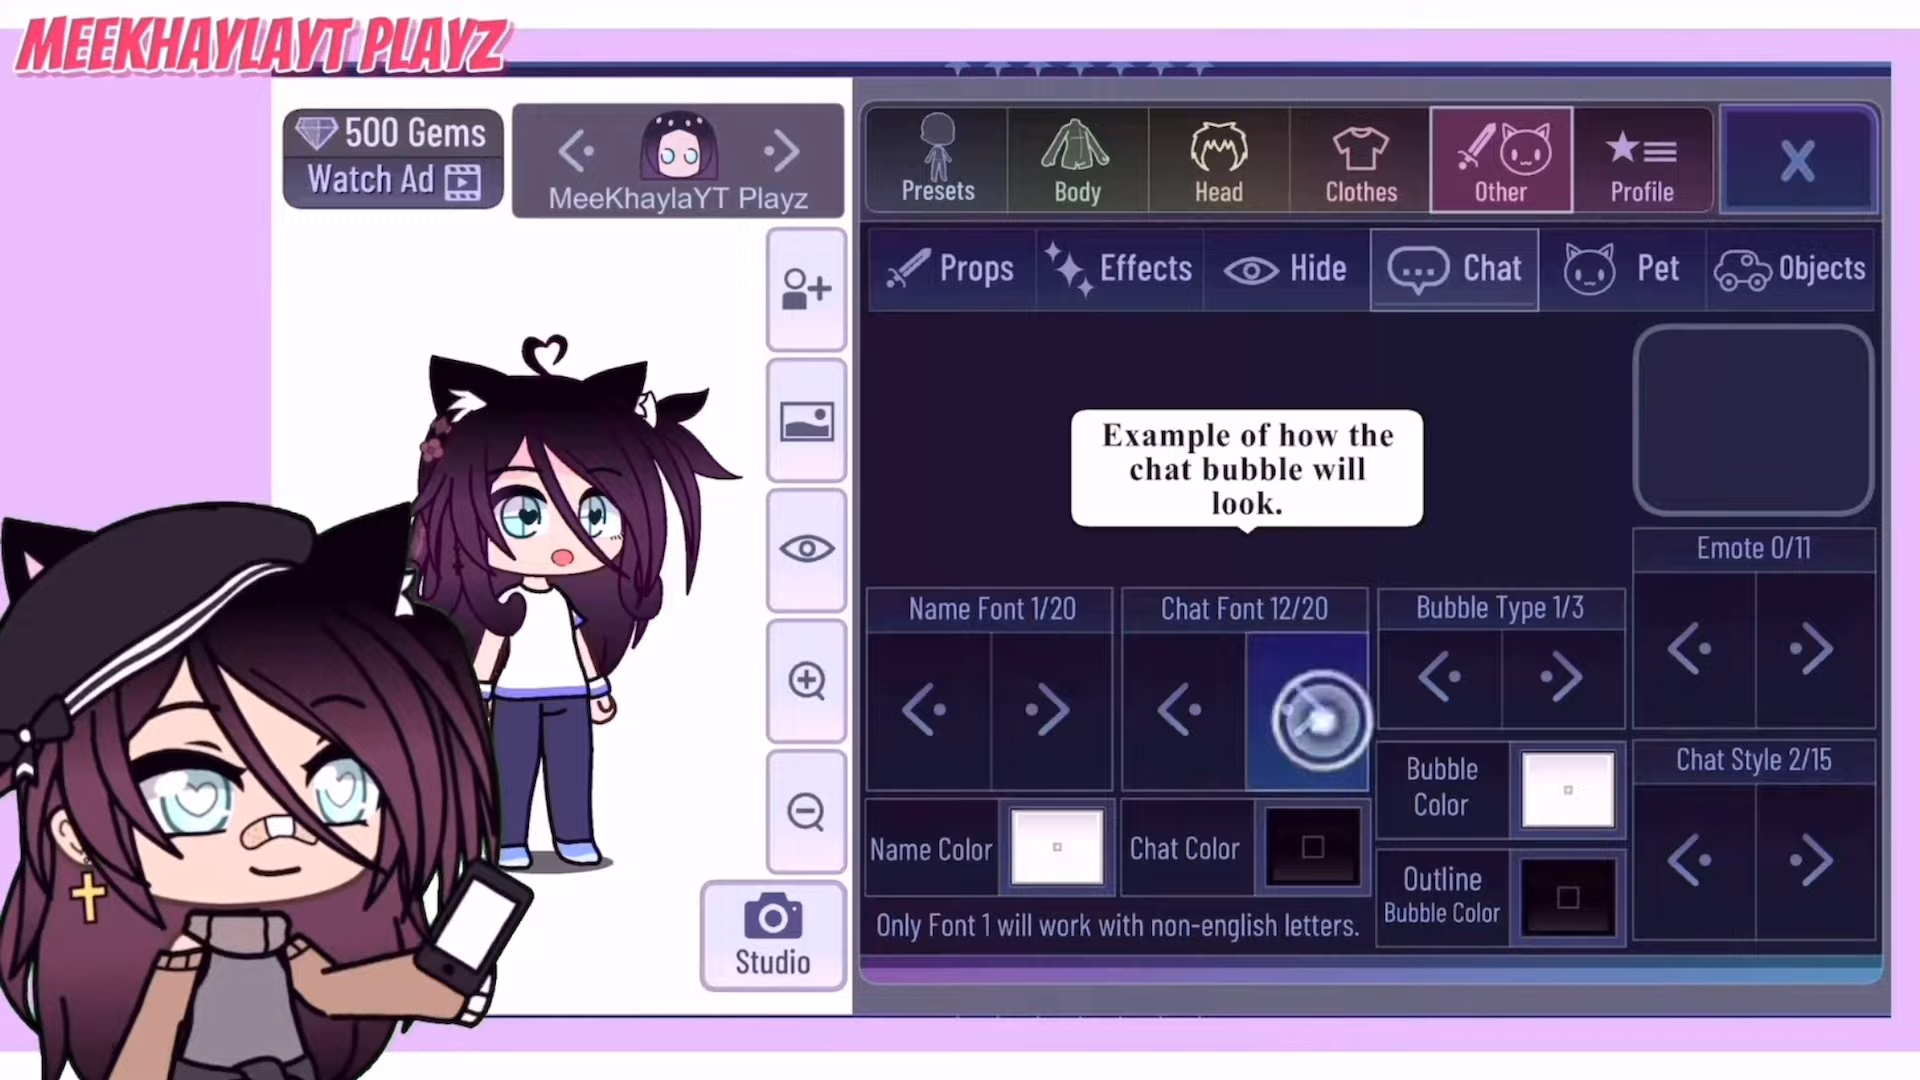 MEEKHAYLAYT PLAYZ
500 Gems
Watch Ad
MeeKhaylaYT Playz
Presets
Body
Head
Clothes
Other
Profile
X
Props
Effects
Hide
Chat
Pet
Objects
Example of how the
chat bubble will
look.
Emote 0/11
Name Font 1/20
Chat Font 12/20
Bubble Type 1/3
Chat Style 2/15
Bubble
Color
Name Color
Chat Color
Outline
Bubble Color
Only Font 1 will work with non-english letters.
Studio